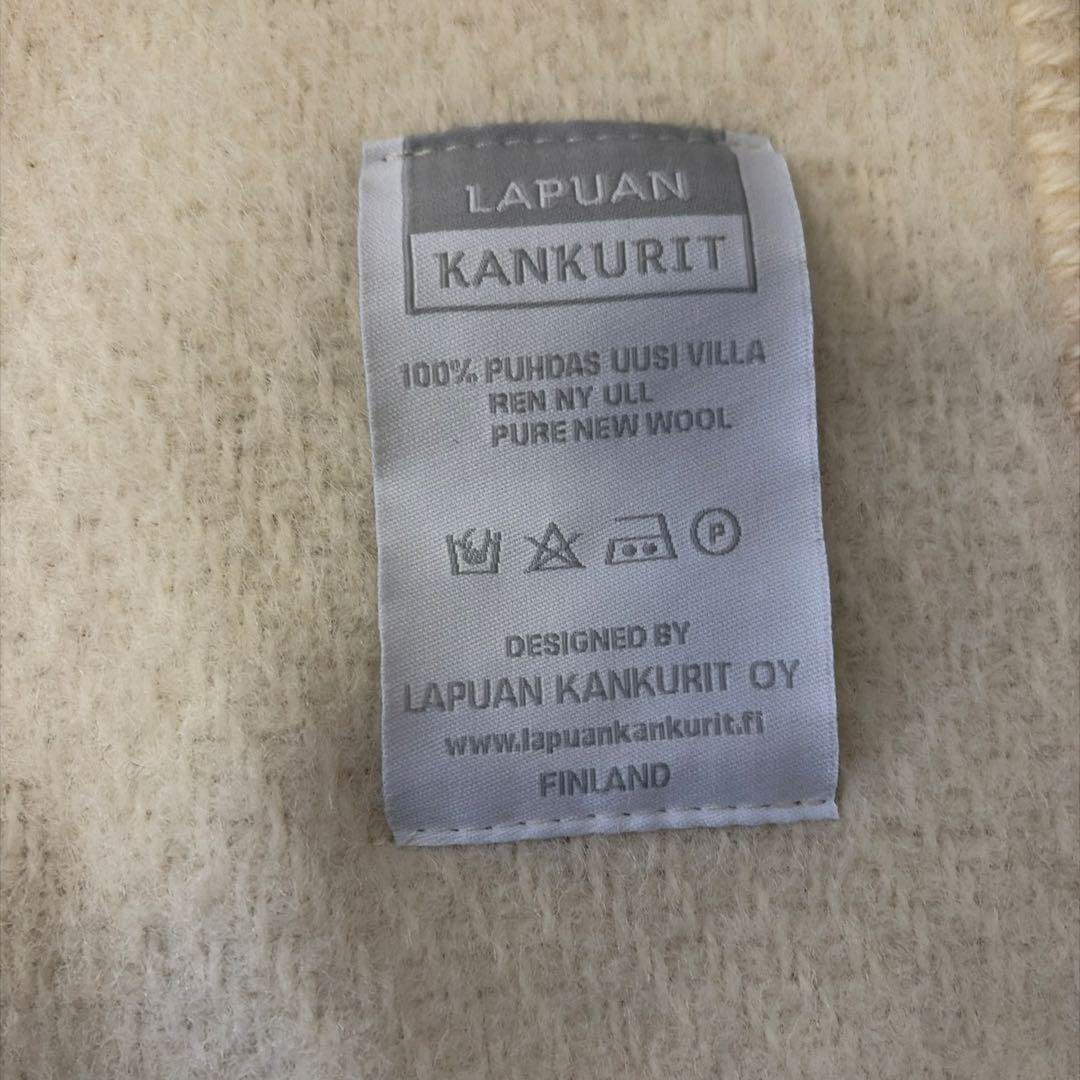 LAPUAN
KANKURIT
100% PUHDAS UUSI VILLA
REN NY ULL
PURE NEW WOOL
P
DESIGNED BY
LAPUAN KANKURIT OY
www.lapuankankurit.fi
FINLAND